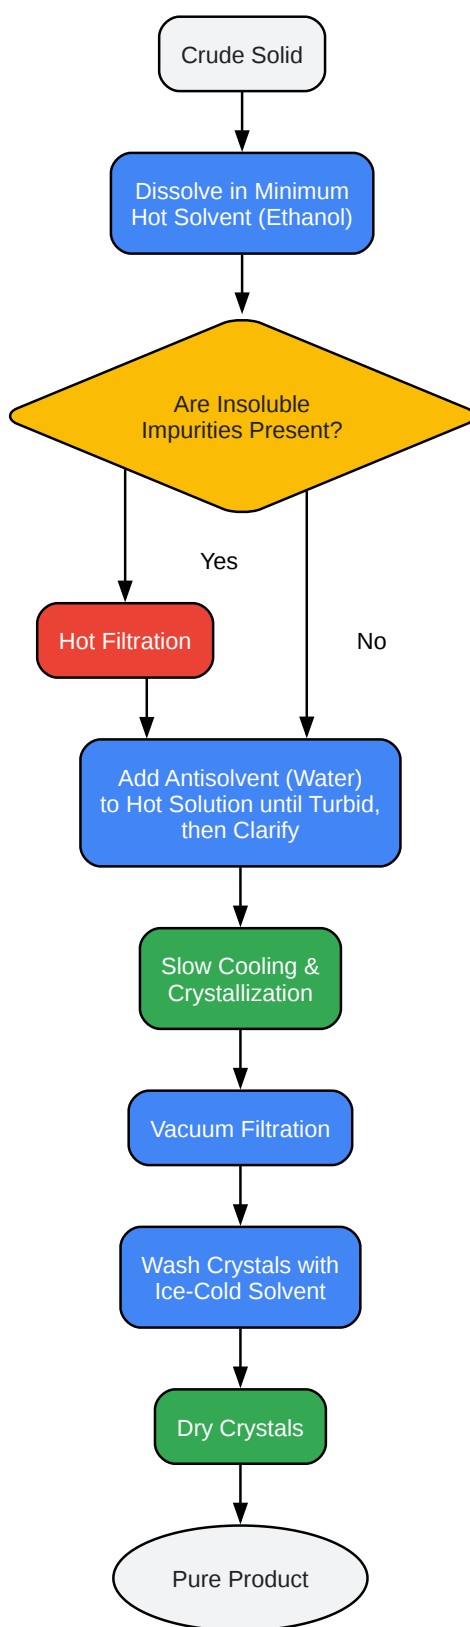 Crude Solid
Dissolve in Minimum
Hot Solvent (Ethanol)
Are Insoluble
Impurities Present?
Yes
Hot Filtration
No
Add Antisolvent (Water)
to Hot Solution until Turbid,
then Clarify
Slow Cooling &
Crystallization
Vacuum Filtration
Wash Crystals with
Ice-Cold Solvent
Dry Crystals
Pure Product